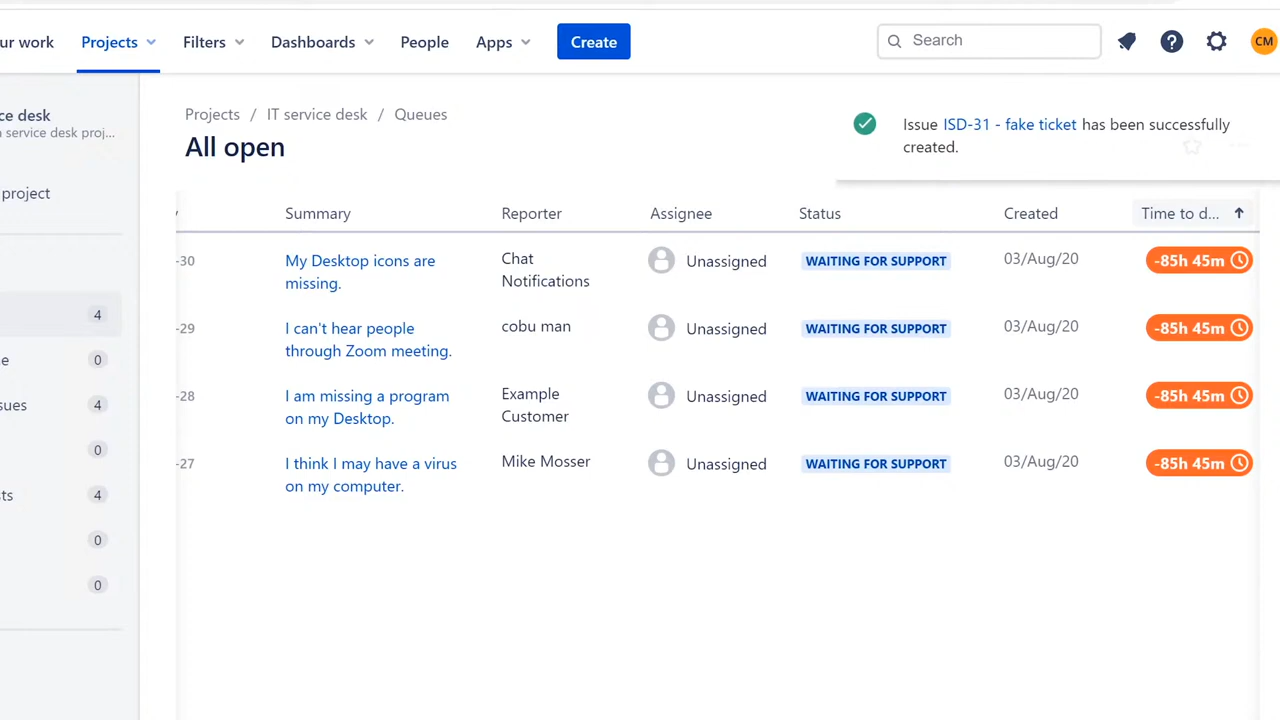 ur work Projects Filters Dashboards People Apps Create Search CM
ce desk
service desk proj...
project
4
e 0
sues 4
0
sts 4
0
0
Projects / IT service desk / Queues
All open
Issue ISD-31 - fake ticket has been successfully
created.
Summary Reporter Assignee Status Created Time to d...
-30 My Desktop icons are Chat Unassigned WAITING FOR SUPPORT 03/Aug/20 -85h 45m
missing. Notifications
-29 I can't hear people cobu man Unassigned WAITING FOR SUPPORT 03/Aug/20 -85h 45m
through Zoom meeting.
-28 I am missing a program Example Unassigned WAITING FOR SUPPORT 03/Aug/20 -85h 45m
on my Desktop. Customer
-27 I think I may have a virus Mike Mosser Unassigned WAITING FOR SUPPORT 03/Aug/20 -85h 45m
on my computer.